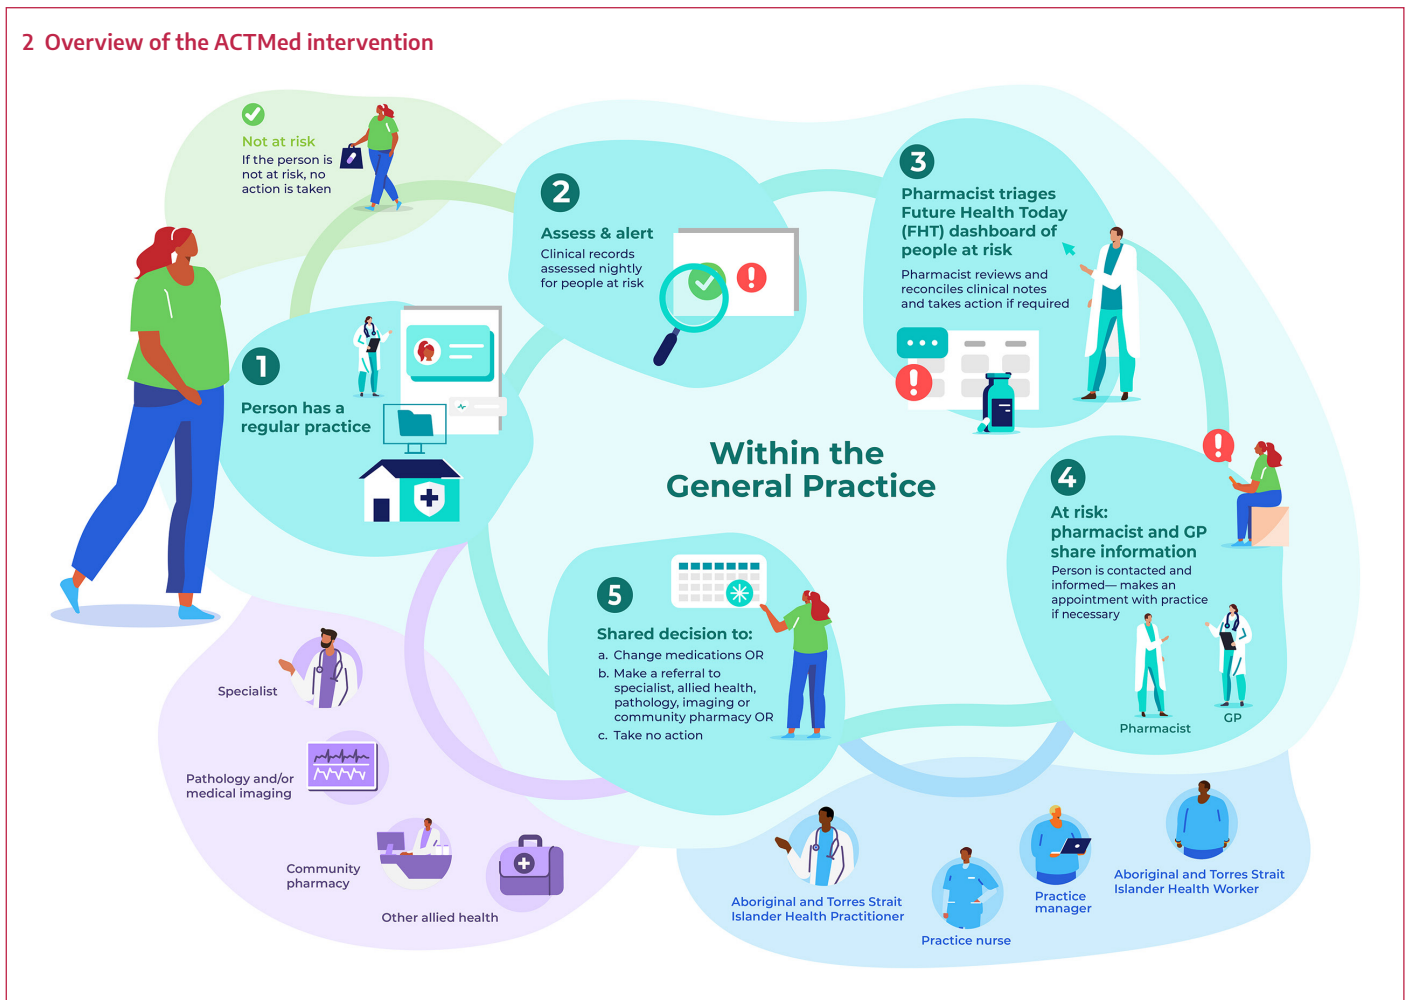 2 Overview of the ACTMed intervention
Not at risk
If the person is
not at risk, no
action is taken
1
Person has a
regular practice
2
Assess & alert
Clinical records
assessed nightly
for people at risk
3
Pharmacist triages
Future Health Today
(FHT) dashboard of
people at risk
Pharmacist reviews and
reconciles clinical notes
and takes action if required
Within the
General Practice
4
At risk:
pharmacist and GP
share information
Person is contacted and
informed— makes an
appointment with practice
if necessary
Pharmacist
GP
5
Shared decision to:
a. Change medications OR
b. Make a referral to
specialist, allied health,
pathology, imaging or
community pharmacy OR
c. Take no action
Specialist
Pathology and/or
medical imaging
Community
pharmacy
Other allied health
Aboriginal and Torres Strait
Islander Health Practitioner
Practice nurse
Practice
manager
Aboriginal and Torres Strait
Islander Health Worker